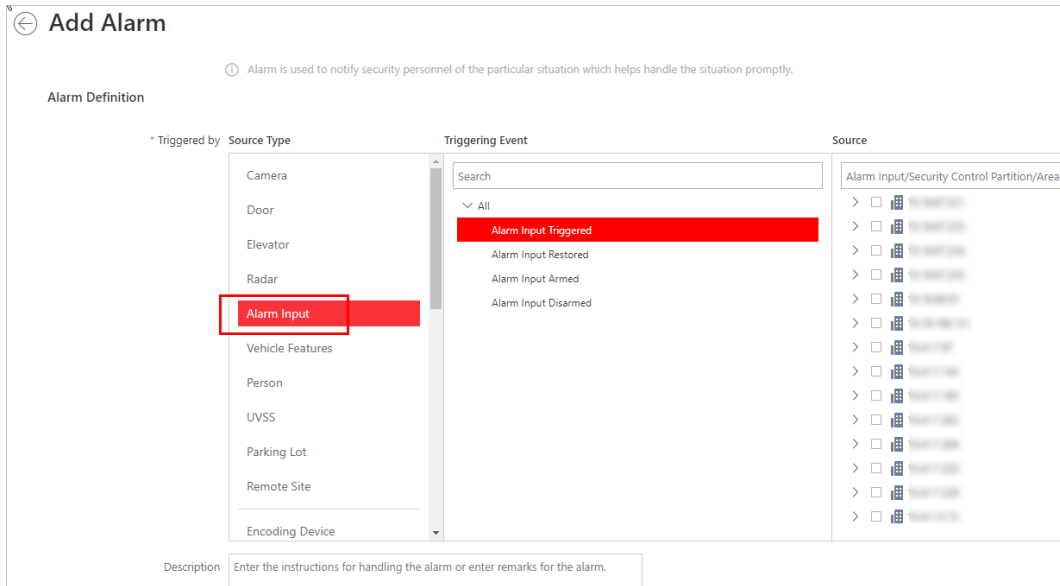 Add Alarm
Alarm is used to notify security personnel of the particular situation which helps handle the situation promptly.
Alarm Definition
* Triggered by
Source Type
Triggering Event
Source
Camera
Door
Elevator
Radar
Alarm Input
Vehicle Features
Person
UVSS
Parking Lot
Remote Site
Encoding Device
Search
All
Alarm Input Triggered
Alarm Input Restored
Alarm Input Armed
Alarm Input Disarmed
Alarm Input/Security Control Partition/Area
Description
Enter the instructions for handling the alarm or enter remarks for the alarm.